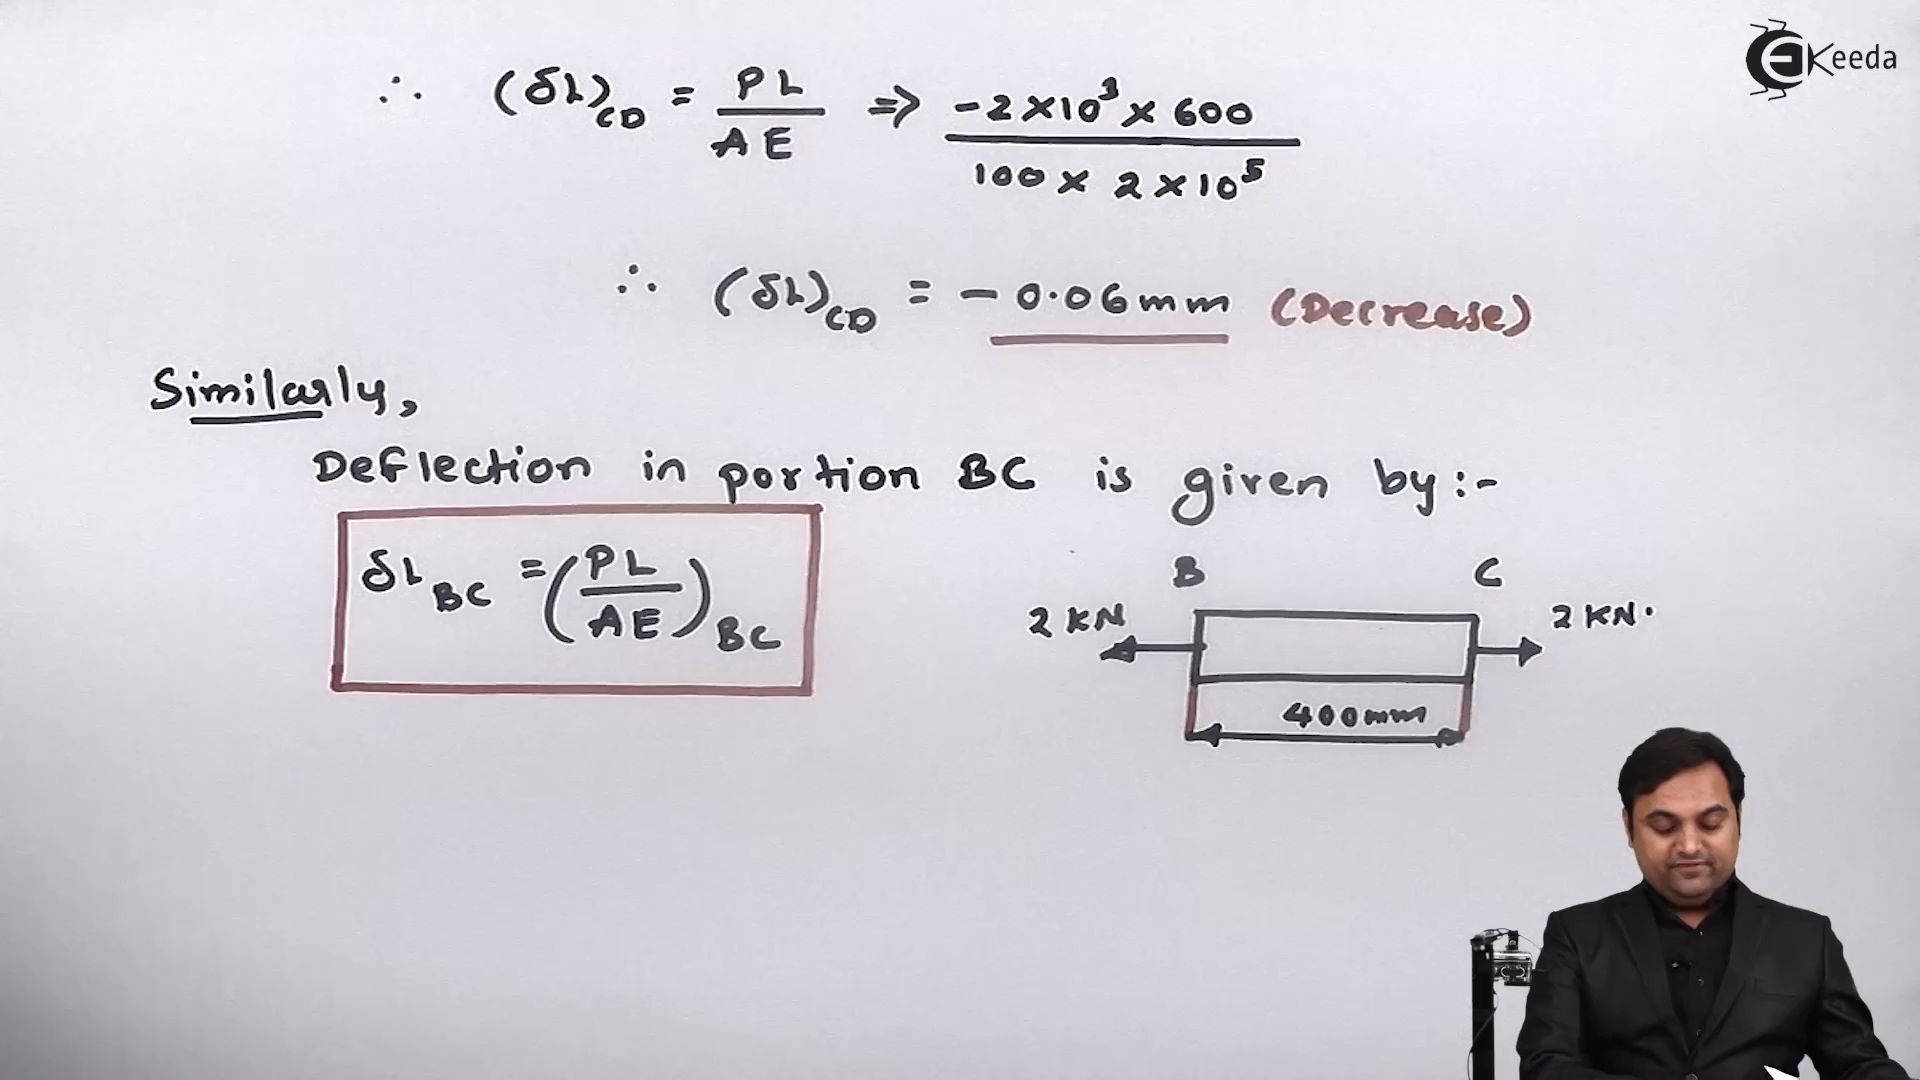 EKeeda
∴ (δL)CD = PL/AE => -2×10³×600 / 100×2×10⁵
∴ (δL)CD = -0.06mm (Decrease)
Similarly,
Deflection in portion BC is given by:-
δL BC = (PL/AE)BC
B C
2 KN 2 KN.
400mm